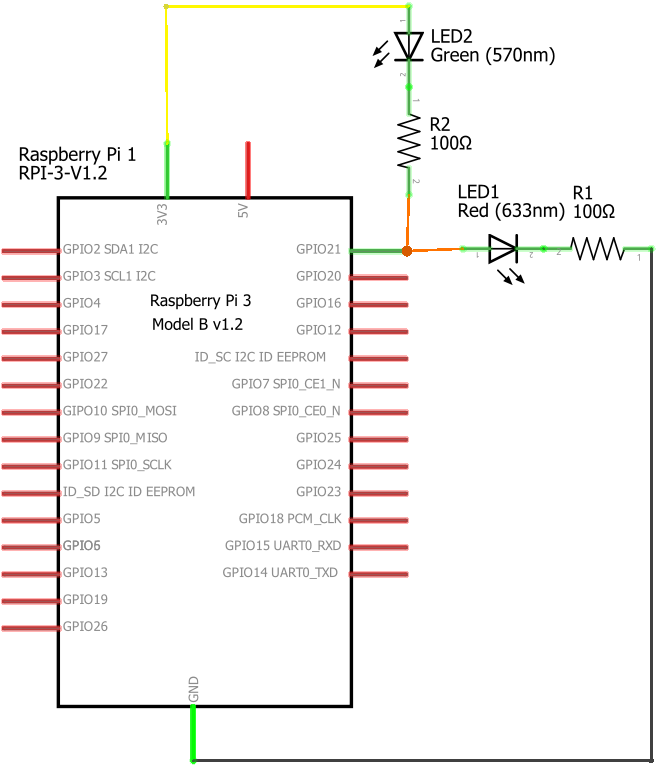 1
LED2
Green (570nm)
2
1
R2
100Ω
2
Raspberry Pi 1
RPI-3-V1.2
3V3
5V
LED1
Red (633nm)
R1
100Ω
1
2
2
1
GPIO2 SDA1 I2C
GPIO21
GPIO3 SCL1 I2C
GPIO20
GPIO4
Raspberry Pi 3
Model B v1.2
GPIO16
GPIO17
GPIO12
GPIO27
ID_SC I2C ID EEPROM
GPIO22
GPIO7 SPI0_CE1_N
GIPO10 SPI0_MOSI
GPIO8 SPI0_CE0_N
GPIO9 SPI0_MISO
GPIO25
GPIO11 SPI0_SCLK
GPIO24
ID_SD I2C ID EEPROM
GPIO23
GPIO5
GPIO18 PCM_CLK
GPIO6
GPIO15 UART0_RXD
GPIO13
GPIO14 UART0_TXD
GPIO19
GPIO26
GND